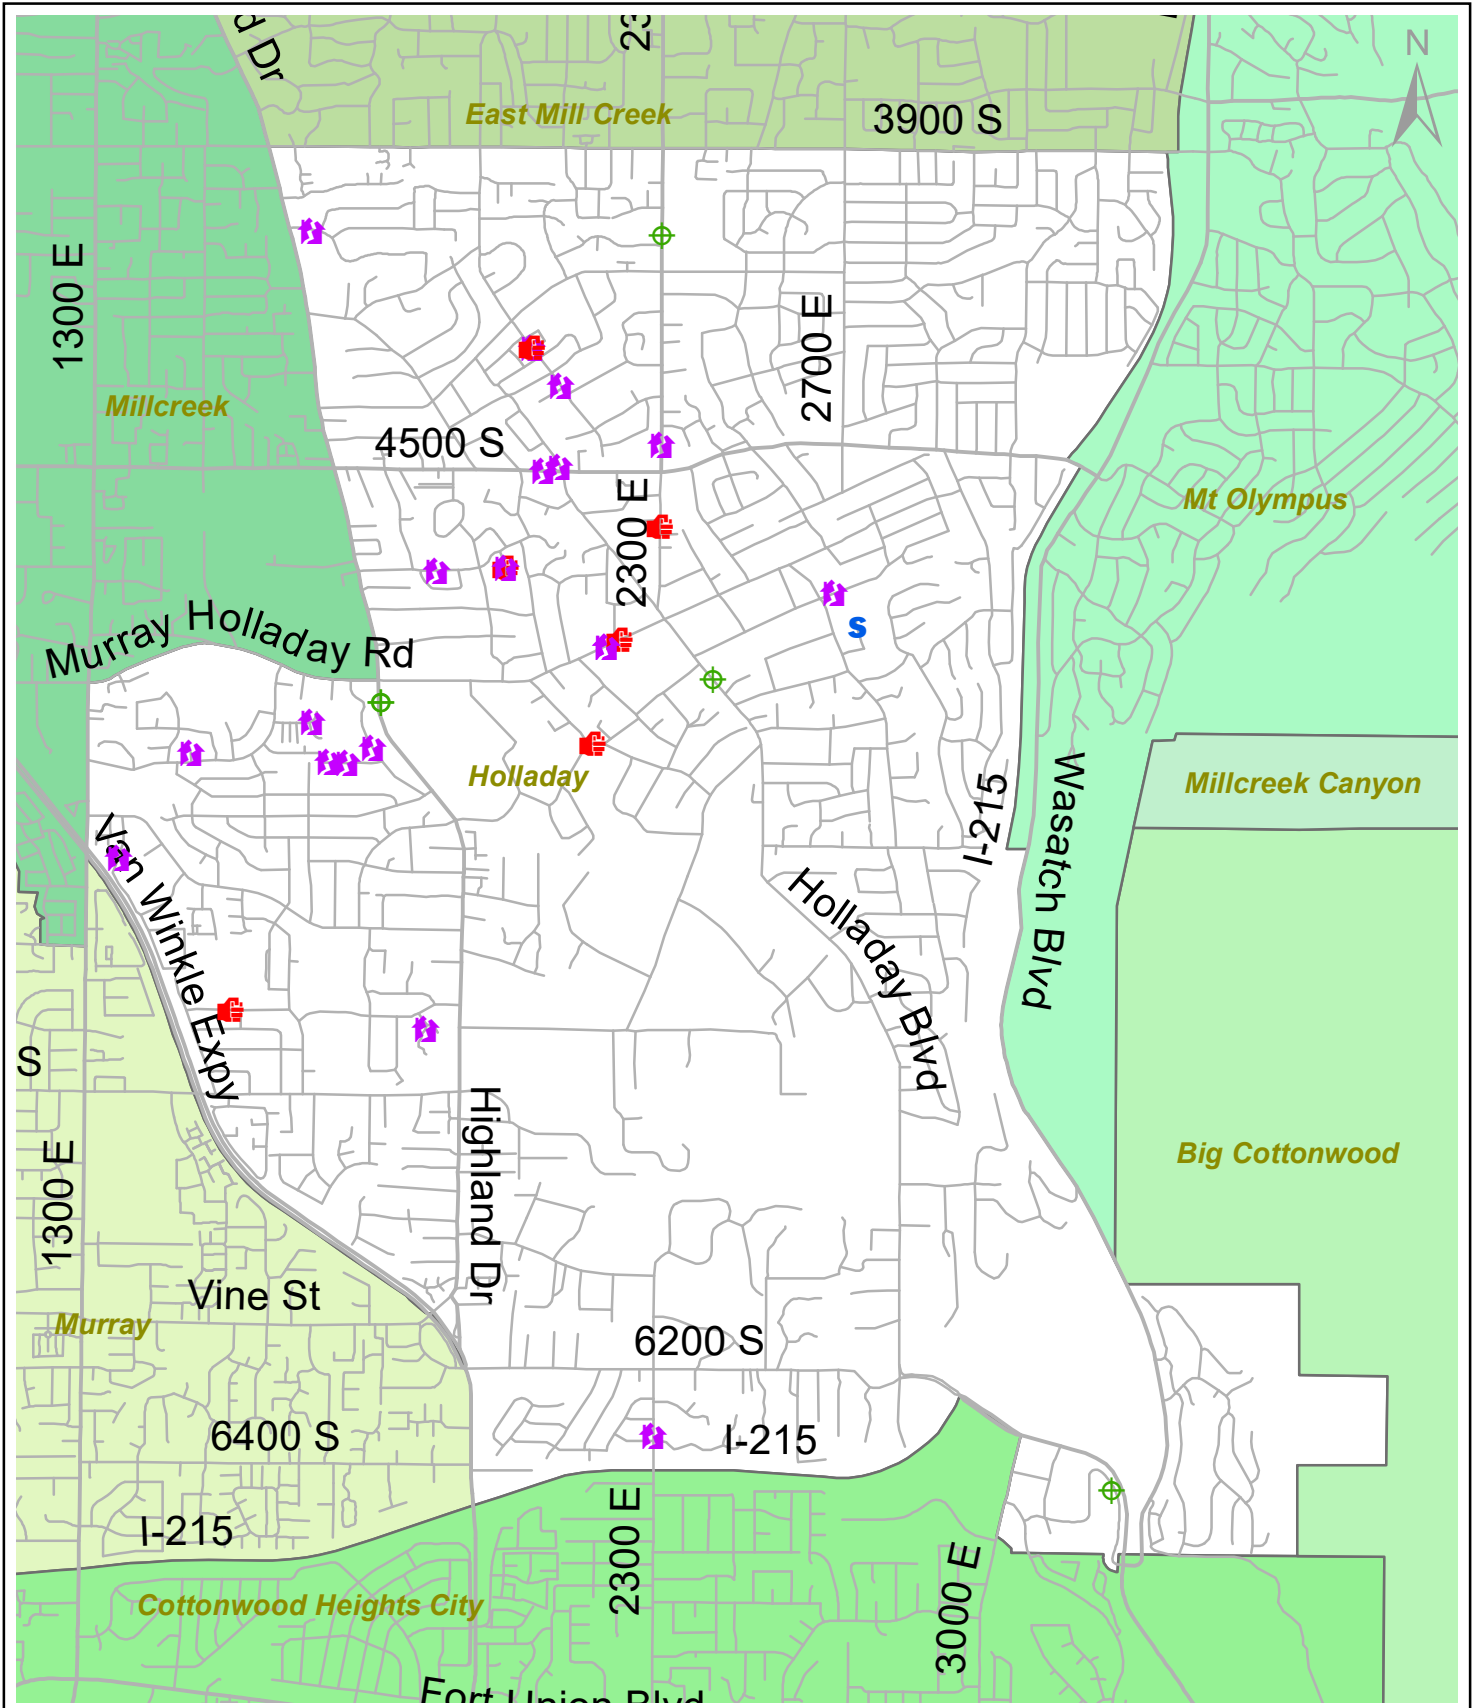 d Dr
23
N
East Mill Creek
3900 S
1300 E
2700 E
Millcreek
4500 S
2300 E
Mt Olympus
S
Murray Holladay Rd
Holladay
I-215
Wasatch Blvd
Millcreek Canyon
Van Winkle Expy
Holladay Blvd
S
Highland Dr
1300 E
Big Cottonwood
Vine St
Murray
6200 S
6400 S
I-215
I-215
2300 E
3000 E
Cottonwood Heights City
Fort Union Blvd